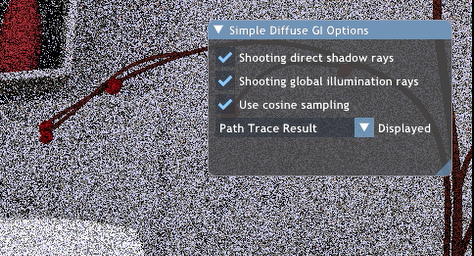 Simple Diffuse GI Options
Shooting direct shadow rays
Shooting global illumination rays
Use cosine sampling
Path Trace Result Displayed